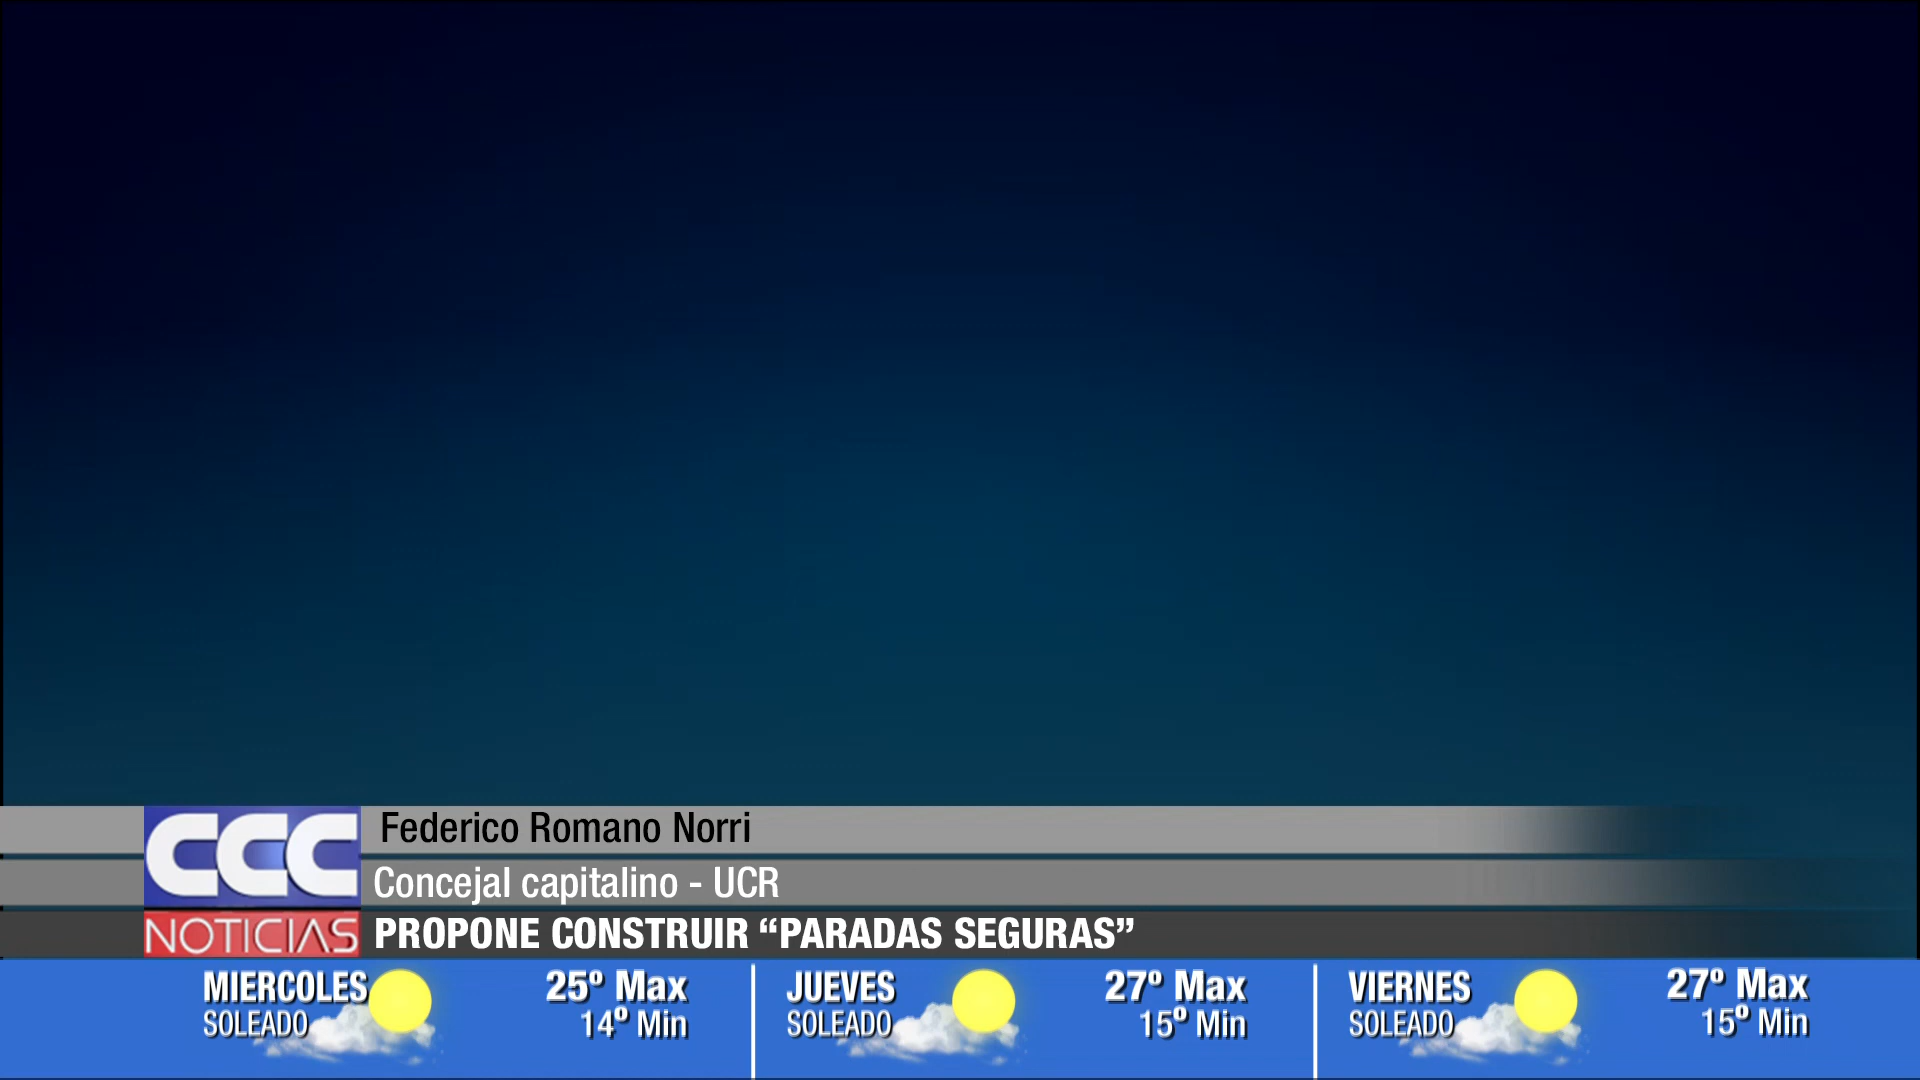 Federico Romano Norri
CCC
Concejal capitalino - UCR
NOTICIAS
PROPONE CONSTRUIR “PARADAS SEGURAS”
MIERCOLES
SOLEADO
25º Max
14º Min
JUEVES
SOLEADO
27º Max
15º Min
VIERNES
SOLEADO
27º Max
15º Min